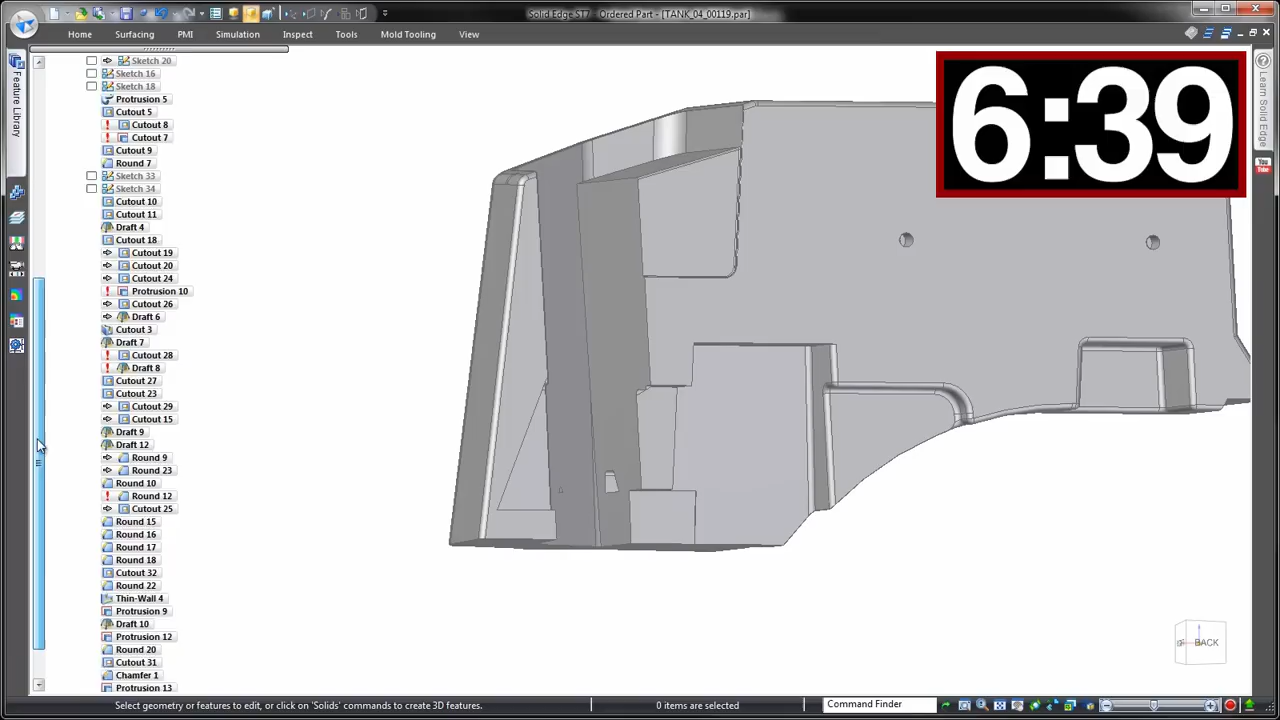 Solid Edge ST7 - Ordered Part - [TANK_04_00119.par]
Home Surfacing PMI Simulation Inspect Tools Mold Tooling View
Feature Library
Sketch 20
Sketch 16
Sketch 18
Protrusion 5
Cutout 5
Cutout 8
Cutout 7
Cutout 9
Round 7
Sketch 33
Sketch 34
Cutout 10
Cutout 11
Draft 4
Cutout 18
Cutout 19
Cutout 20
Cutout 24
Protrusion 10
Cutout 26
Draft 6
Cutout 3
Draft 7
Cutout 28
Draft 8
Cutout 27
Cutout 23
Cutout 29
Cutout 15
Draft 9
Draft 12
Round 9
Round 23
Round 10
Round 12
Cutout 25
Round 15
Round 16
Round 17
Round 18
Cutout 32
Round 22
Thin-Wall 4
Protrusion 9
Draft 10
Protrusion 12
Round 20
Cutout 31
Chamfer 1
Protrusion 13
6:39
Learn Solid Edge
You Tube
BACK
Select geometry or features to edit, or click on 'Solids' commands to create 3D features. 0 items are selected Command Finder